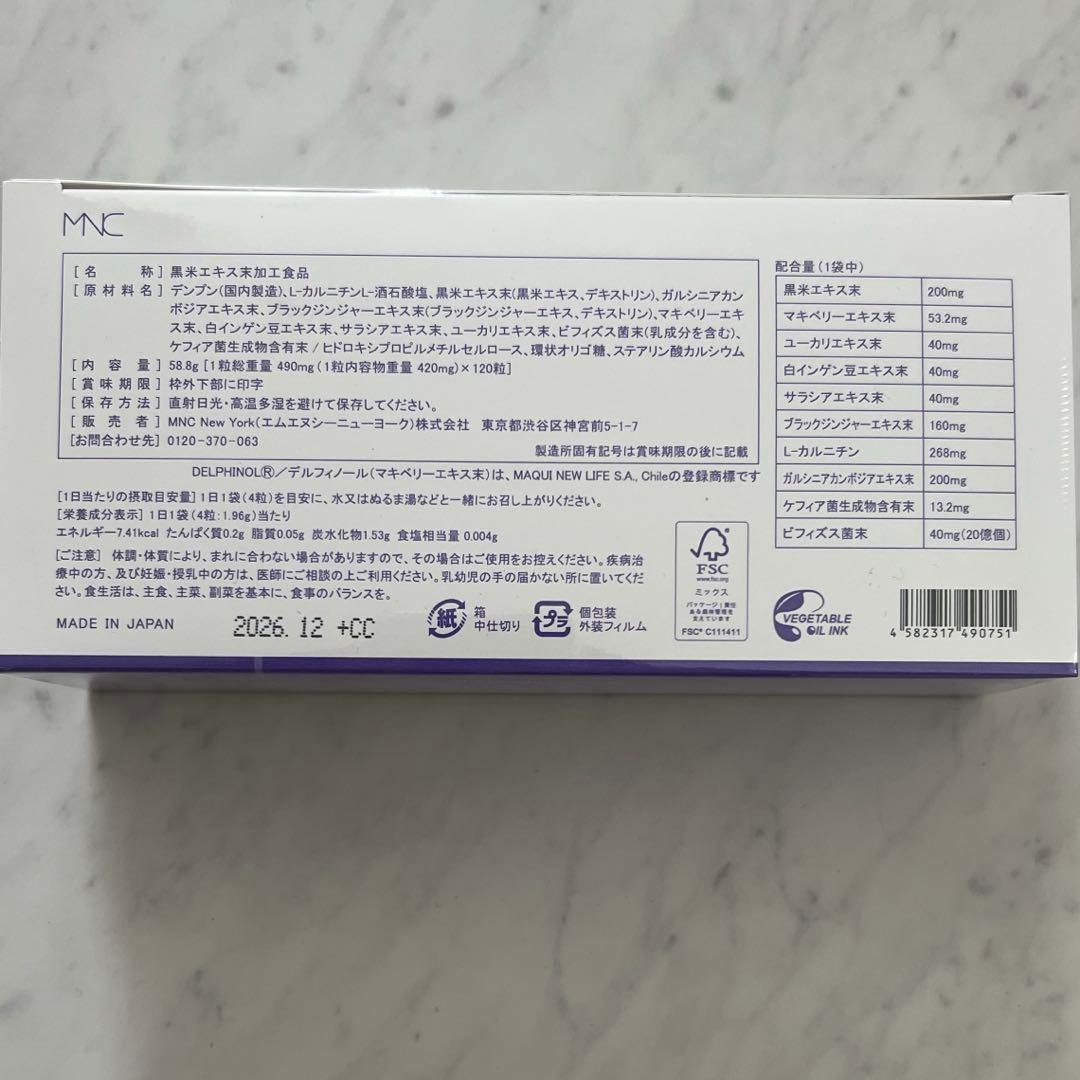 MNC
[名　　称] 黒米エキス末加工食品
[原材料名] デンプン(国内製造)、L-カルニチンL-酒石酸塩、黒米エキス末(黒米エキス、デキストリン)、ガルシニアカン
ボジアエキス末、ブラックジンジャーエキス末(ブラックジンジャーエキス、デキストリン)、マキベリーエキ
ス末、白インゲン豆エキス末、サラシアエキス末、ユーカリエキス末、ビフィズス菌末(乳成分を含む)、
ケフィア菌生成物含有末 / ヒドロキシプロピルメチルセルロース、環状オリゴ糖、ステアリン酸カルシウム
[内容量] 58.8g [1粒総重量 490mg (1粒内容物重量 420mg) × 120粒]
[賞味期限] 枠外下部に印字
[保存方法] 直射日光・高温多湿を避けて保存してください。
[販売者] MNC New York(エムエヌシーニューヨーク)株式会社　東京都渋谷区神宮前5-1-7
[お問合わせ先] 0120-370-063
製造所固有記号は賞味期限の後に記載
DELPHINOL®/デルフィノール(マキベリーエキス末)は、MAQUI NEW LIFE S.A., Chileの登録商標です
[1日当たりの摂取目安量] 1日1袋(4粒)を目安に、水又はぬるま湯などと一緒にお召し上がりください。
[栄養成分表示] 1日1袋(4粒:1.96g)当たり
エネルギー7.41kcal たんぱく質0.2g 脂質0.05g 炭水化物1.53g 食塩相当量 0.004g
[ご注意] 体調・体質により、まれに合わない場合がありますので、その場合はご使用をお控えください。疾病治
療中の方、及び妊娠・授乳中の方は、医師にご相談の上ご利用ください。乳幼児の手の届かない所に置いてくだ
さい。食生活は、主食、主菜、副菜を基本に、食事のバランスを。
MADE IN JAPAN
2026.12 +CC
紙
箱
中仕切り
プラ
個包装
外装フィルム
FSC
www.fsc.org
ミックス
パッケージ|責任
ある森林管理を
支えています
FSC® C111411
配合量(1袋中)
黒米エキス末 200mg
マキベリーエキス末 53.2mg
ユーカリエキス末 40mg
白インゲン豆エキス末 40mg
サラシアエキス末 40mg
ブラックジンジャーエキス末 160mg
L-カルニチン 268mg
ガルシニアカンボジアエキス末 200mg
ケフィア菌生成物含有末 13.2mg
ビフィズス菌末 40mg(20億個)
VEGETABLE
OIL INK
4 582317 490751